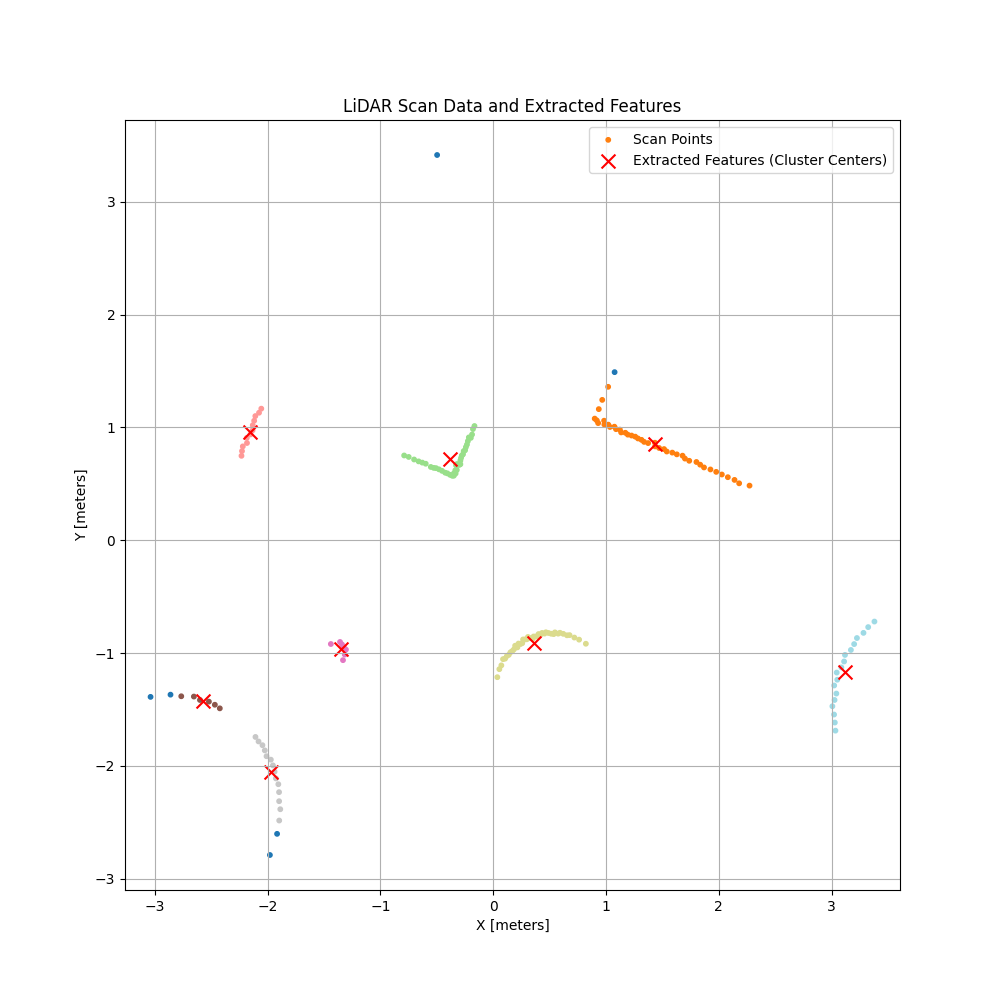 LiDAR Scan Data and Extracted Features
Scan Points
Extracted Features (Cluster Centers)
3
2
1
0
−1
−2
−3
Y [meters]
−3 −2 −1 0 1 2 3
X [meters]